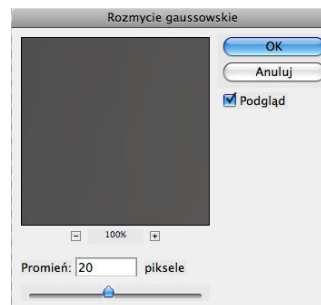 Rozmycie gaussowskie
OK
Anuluj
Podgląd
100%
Promień: 20 piksele